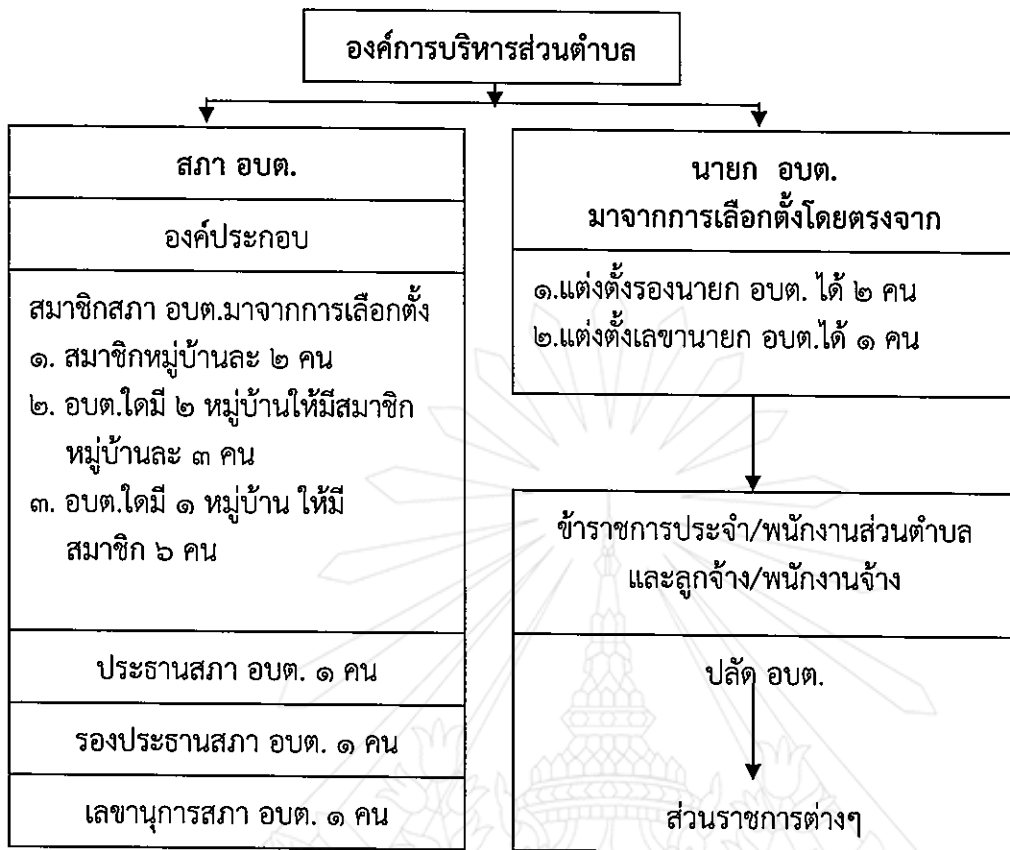 องค์การบริหารส่วนตำบล
สภา อบต.
องค์ประกอบ
สมาชิกสภา อบต.มาจากการเลือกตั้ง
๑. สมาชิกหมู่บ้านละ ๒ คน
๒. อบต.ใดมี ๒ หมู่บ้านให้มีสมาชิก
หมู่บ้านละ ๓ คน
๓. อบต.ใดมี ๑ หมู่บ้าน ให้มี
สมาชิก ๖ คน
ประธานสภา อบต. ๑ คน
รองประธานสภา อบต. ๑ คน
เลขานุการสภา อบต. ๑ คน
นายก อบต.
มาจากการเลือกตั้งโดยตรงจาก
๑.แต่งตั้งรองนายก อบต. ได้ ๒ คน
๒.แต่งตั้งเลขานายก อบต.ได้ ๑ คน
ข้าราชการประจำ/พนักงานส่วนตำบล
และลูกจ้าง/พนักงานจ้าง
ปลัด อบต.
ส่วนราชการต่างๆ